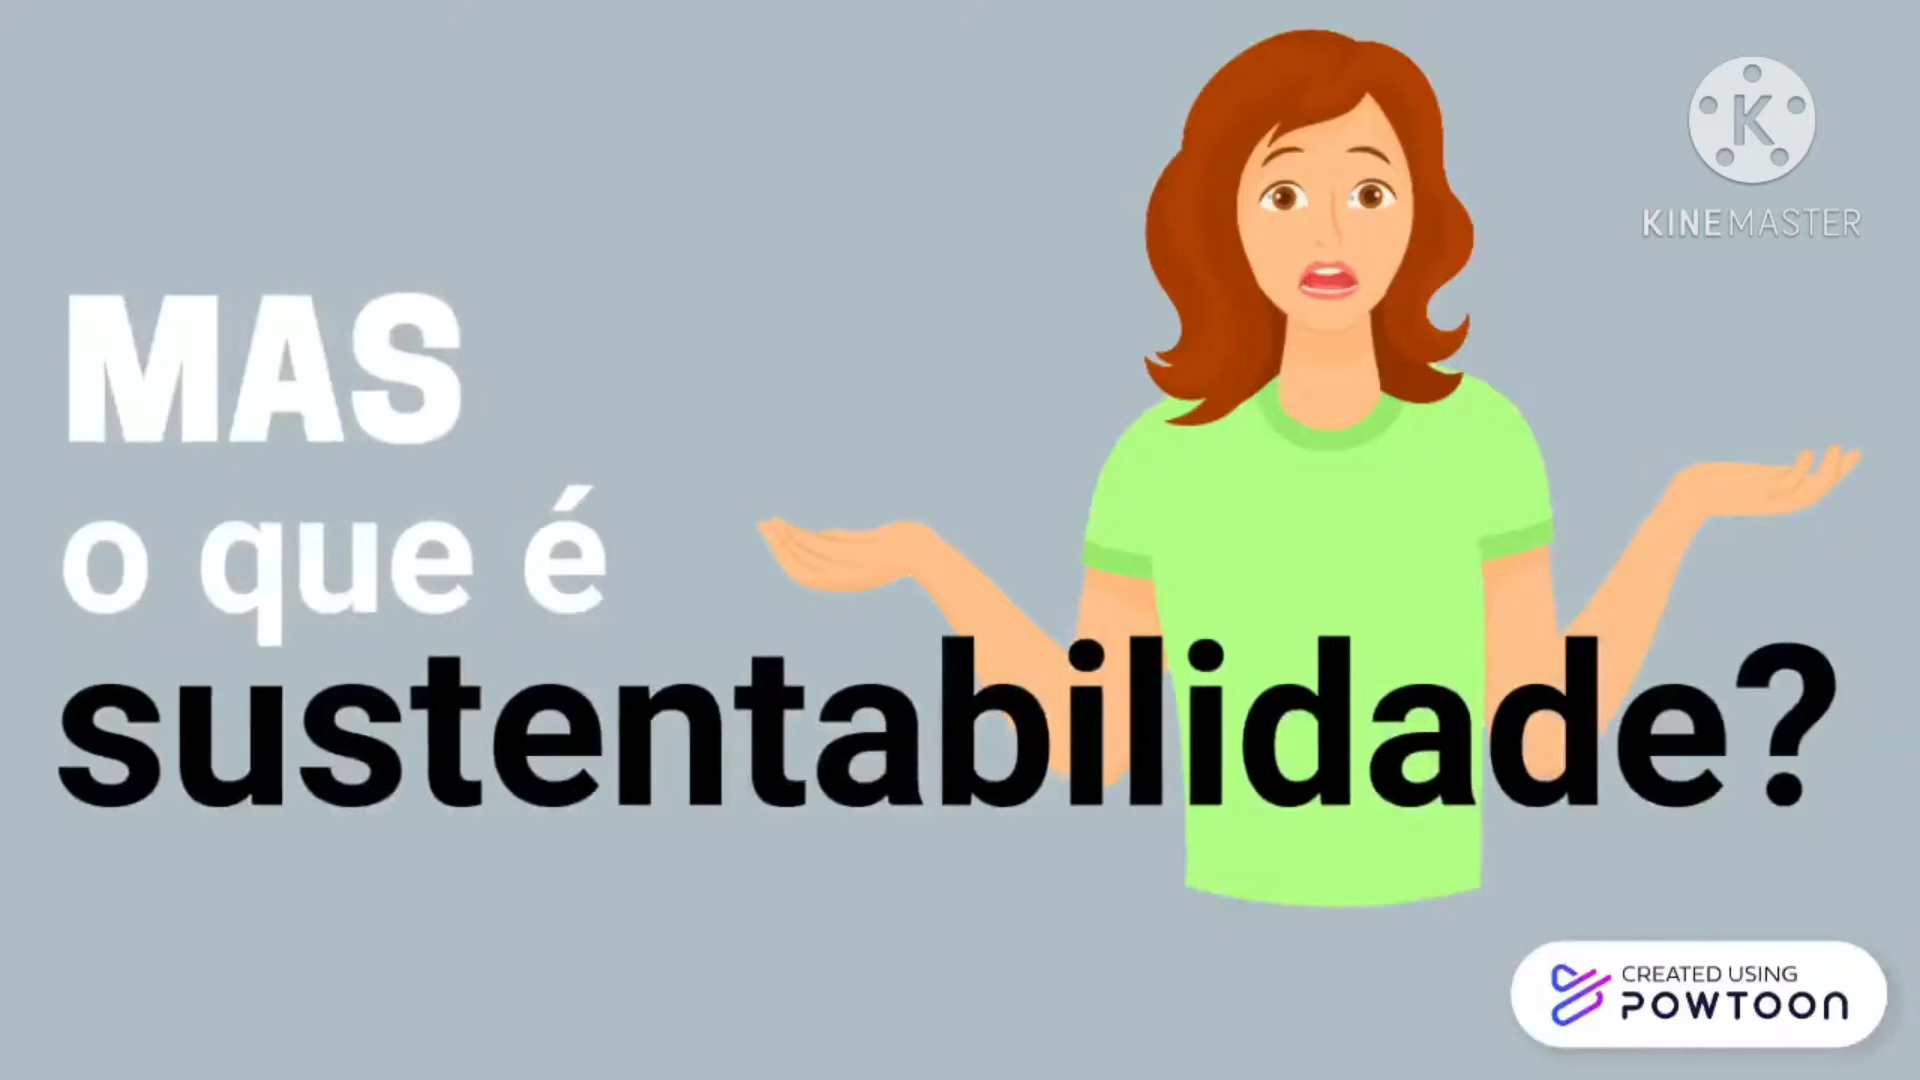 KINEMASTER
MAS
o que é
sustentabilidade?
CREATED USING
POWTOON